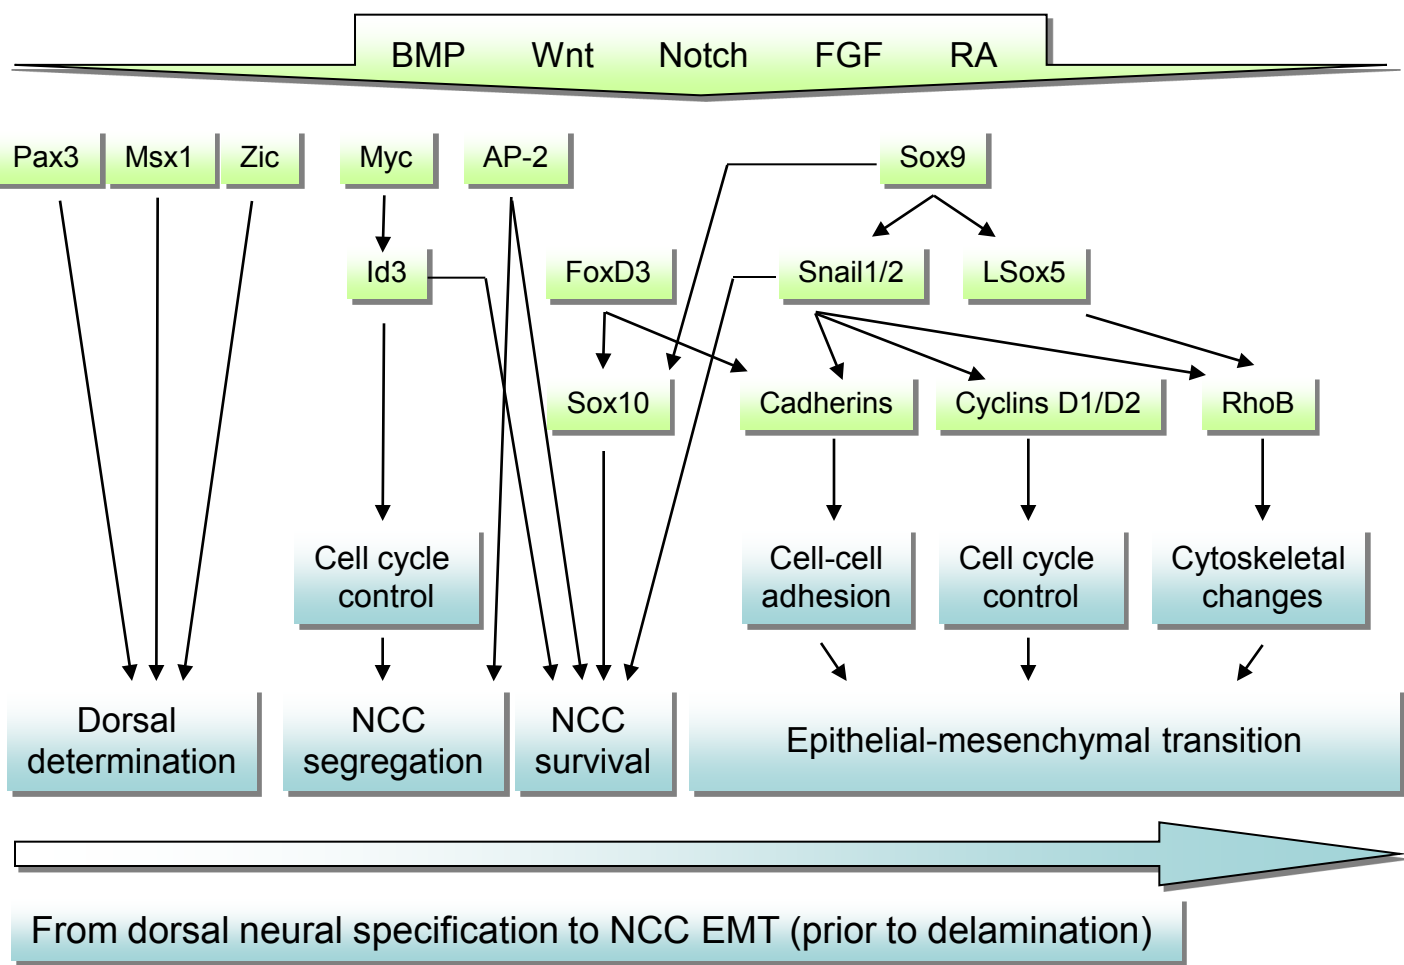 BMP Wnt Notch FGF RA
Pax3 Msx1 Zic Myc AP-2 Sox9
Id3 FoxD3 Snail1/2 LSox5
Sox10 Cadherins Cyclins D1/D2 RhoB
Cell cycle
control
Cell-cell
adhesion
Cell cycle
control
Cytoskeletal
changes
Dorsal
determination
NCC
segregation
NCC
survival
Epithelial-mesenchymal transition
From dorsal neural specification to NCC EMT (prior to delamination)